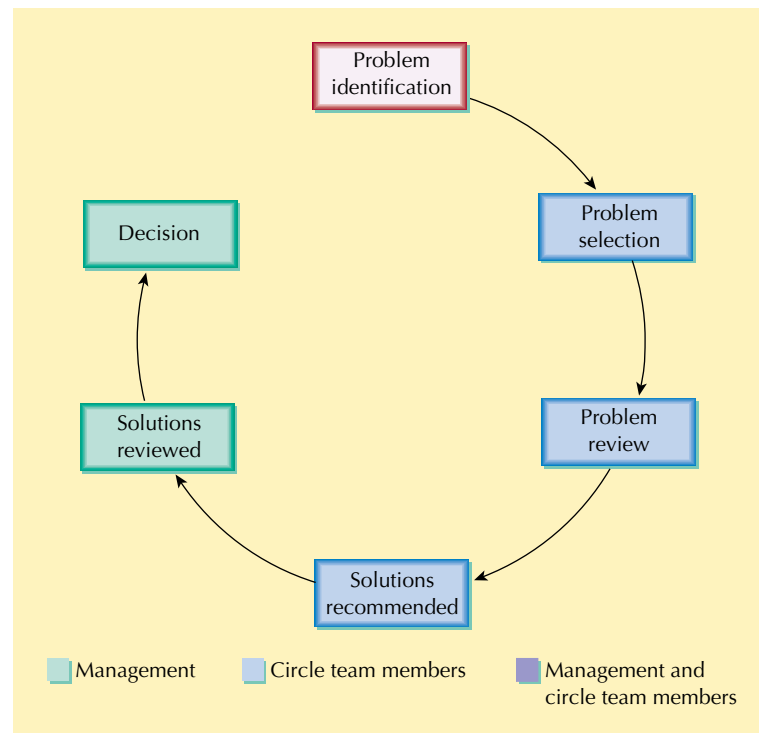 Problem
identification
Problem
selection
Problem
review
Solutions
recommended
Solutions
reviewed
Decision
Management
Circle team members
Management and
circle team members